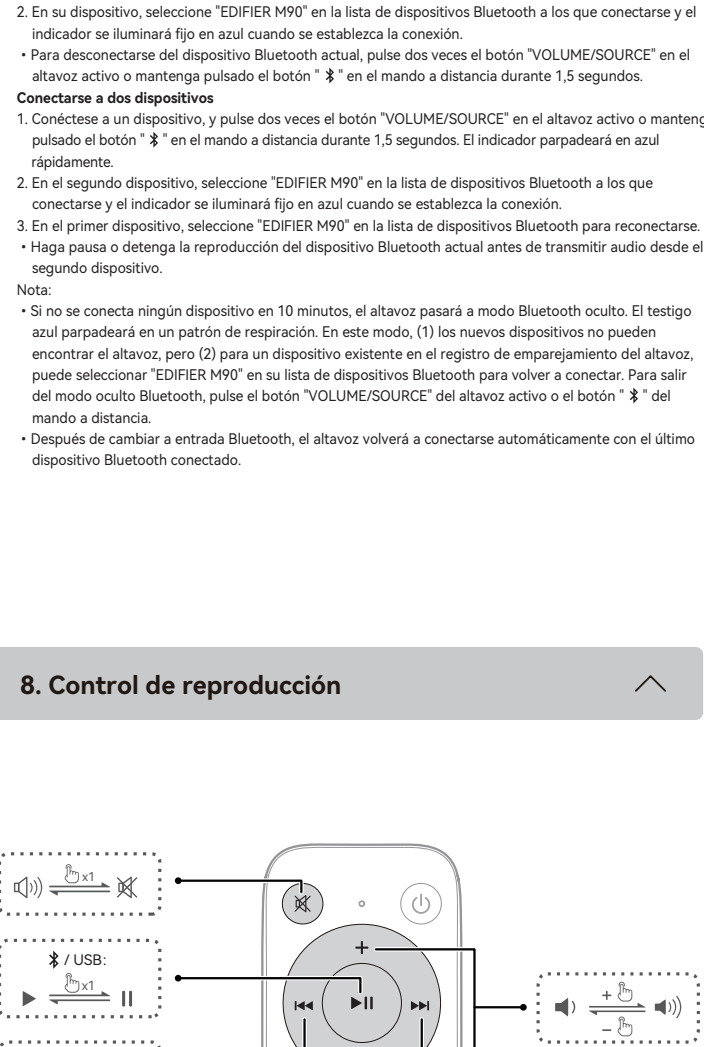 2. En su dispositivo, seleccione "EDIFIER M90" en la lista de dispositivos Bluetooth a los que conectarse y el
indicador se iluminará fijo en azul cuando se establezca la conexión.
• Para desconectarse del dispositivo Bluetooth actual, pulse dos veces el botón "VOLUME/SOURCE" en el
altavoz activo o mantenga pulsado el botón " " en el mando a distancia durante 1,5 segundos.
Conectarse a dos dispositivos
1. Conéctese a un dispositivo, y pulse dos veces el botón "VOLUME/SOURCE" en el altavoz activo o manteng
pulsado el botón " " en el mando a distancia durante 1,5 segundos. El indicador parpadeará en azul
rápidamente.
2. En el segundo dispositivo, seleccione "EDIFIER M90" en la lista de dispositivos Bluetooth a los que
conectarse y el indicador se iluminará fijo en azul cuando se establezca la conexión.
3. En el primer dispositivo, seleccione "EDIFIER M90" en la lista de dispositivos Bluetooth para reconectarse.
• Haga pausa o detenga la reproducción del dispositivo Bluetooth actual antes de transmitir audio desde el
segundo dispositivo.
Nota:
• Si no se conecta ningún dispositivo en 10 minutos, el altavoz pasará a modo Bluetooth oculto. El testigo
azul parpadeará en un patrón de respiración. En este modo, (1) los nuevos dispositivos no pueden
encontrar el altavoz, pero (2) para un dispositivo existente en el registro de emparejamiento del altavoz,
puede seleccionar "EDIFIER M90" en su lista de dispositivos Bluetooth para volver a conectar. Para salir
del modo oculto Bluetooth, pulse el botón "VOLUME/SOURCE" del altavoz activo o el botón " " del
mando a distancia.
• Después de cambiar a entrada Bluetooth, el altavoz volverá a conectarse automáticamente con el último
dispositivo Bluetooth conectado.
8. Control de reproducción
x1
/ USB:
x1
+
+
−